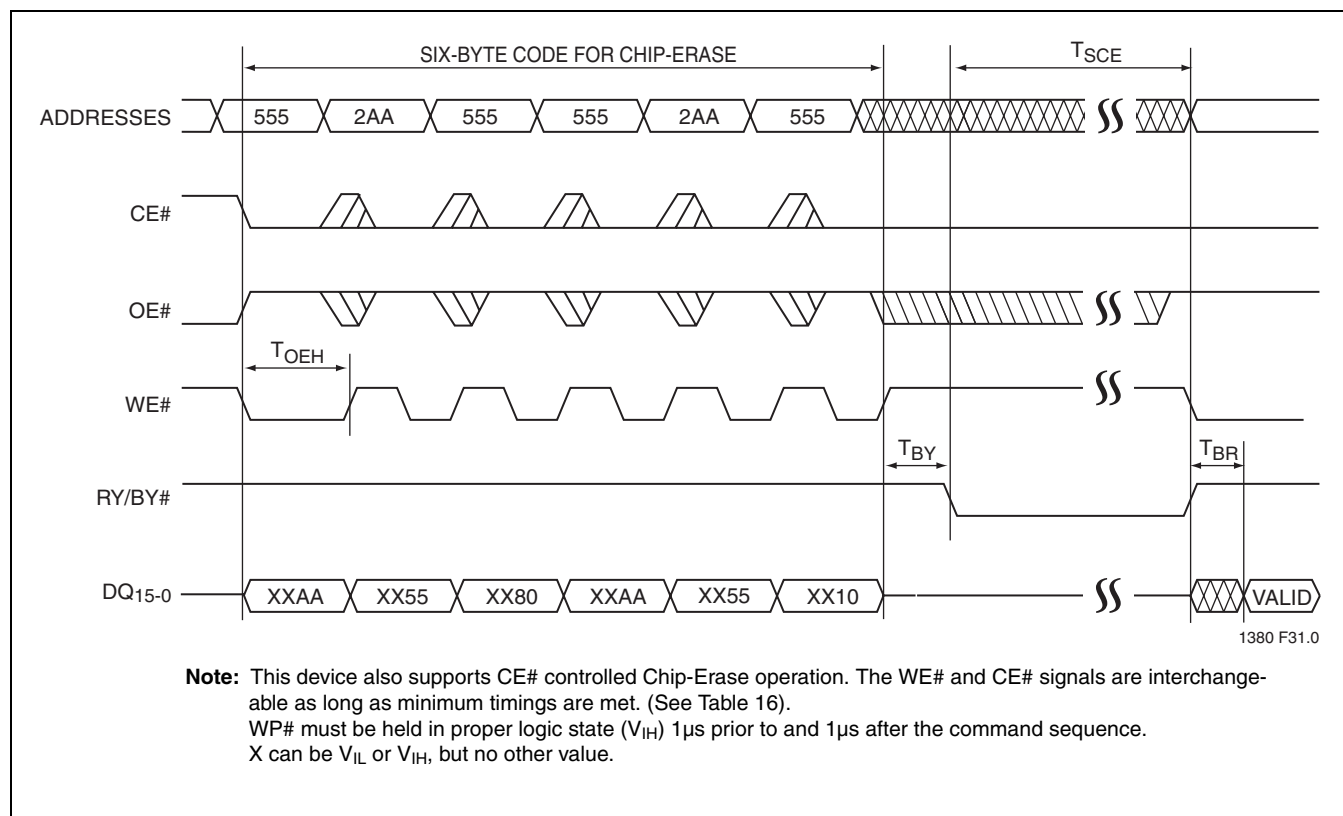 SIX-BYTE CODE FOR CHIP-ERASE
TSCE
ADDRESSES 555 2AA 555 555 2AA 555
CE#
OE#
TOEH
WE#
TBY TBR
RY/BY#
DQ15-0 XXAA XX55 XX80 XXAA XX55 XX10 VALID
1380 F31.0
Note: This device also supports CE# controlled Chip-Erase operation. The WE# and CE# signals are interchange-
able as long as minimum timings are met. (See Table 16).
WP# must be held in proper logic state (VIH) 1µs prior to and 1µs after the command sequence.
X can be VIL or VIH, but no other value.